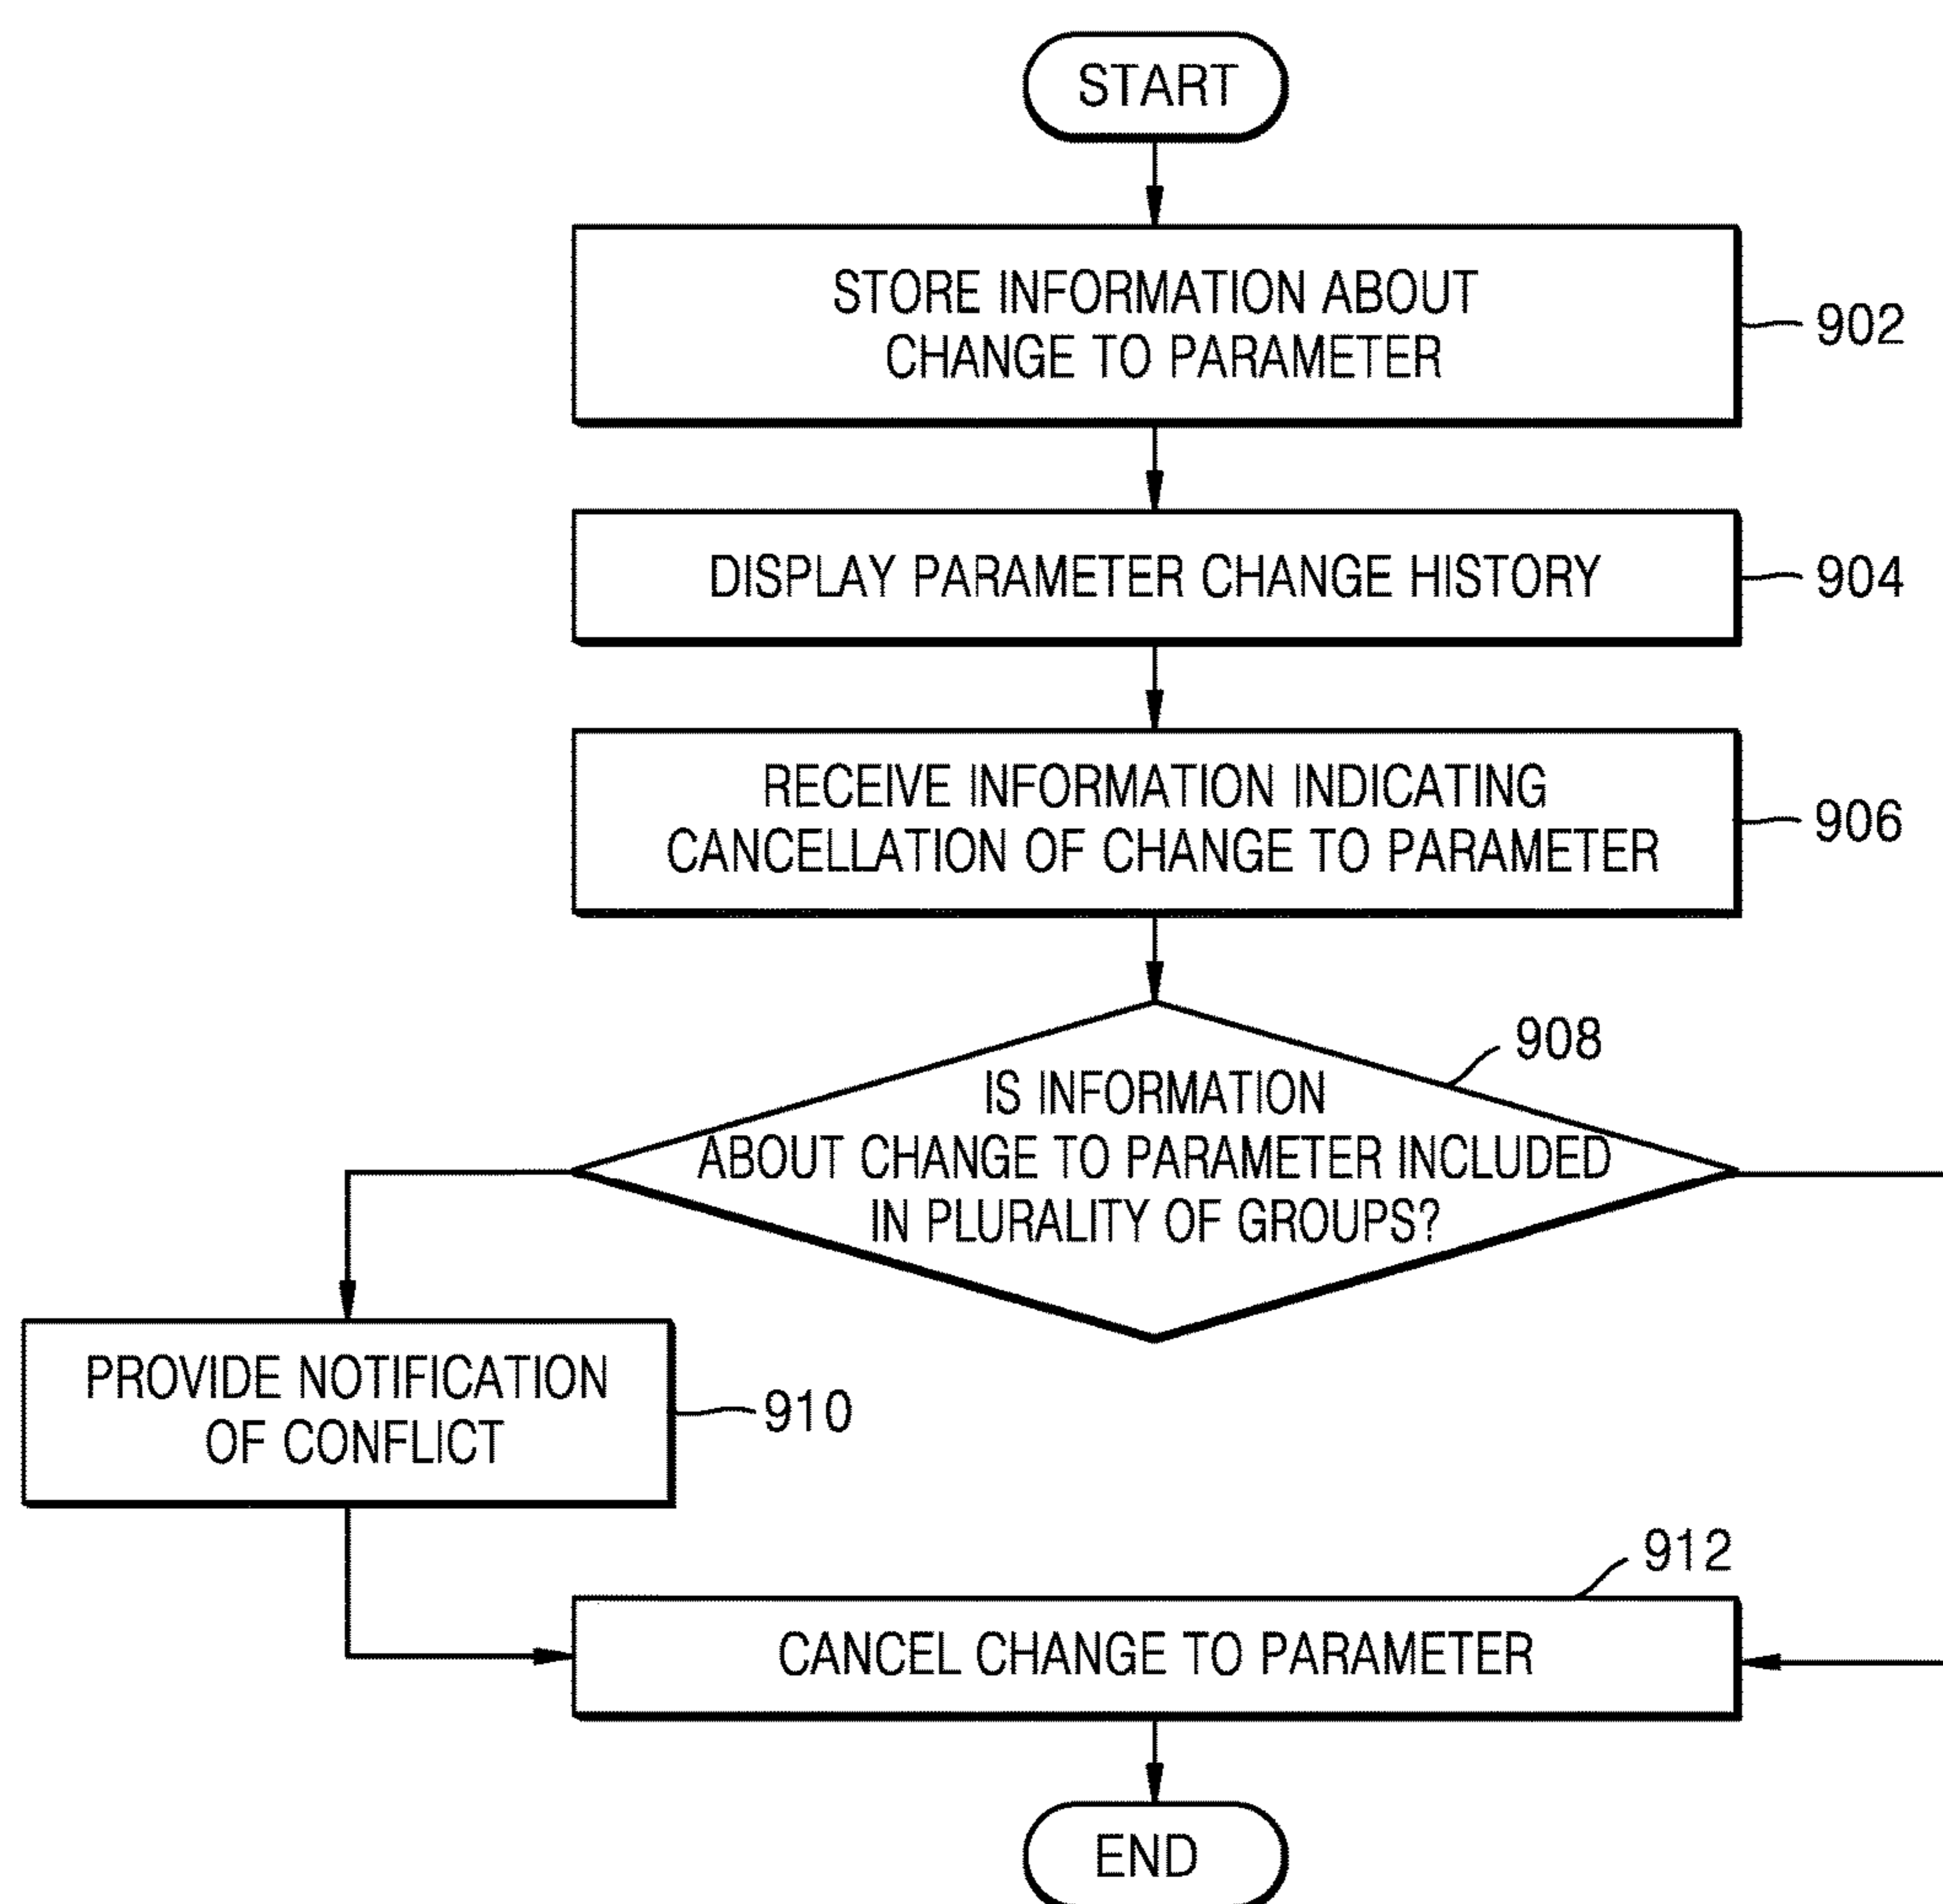 START
STORE INFORMATION ABOUT
CHANGE TO PARAMETER
902
DISPLAY PARAMETER CHANGE HISTORY
904
RECEIVE INFORMATION INDICATING
CANCELLATION OF CHANGE TO PARAMETER
906
908
IS INFORMATION
ABOUT CHANGE TO PARAMETER INCLUDED
IN PLURALITY OF GROUPS?
PROVIDE NOTIFICATION
OF CONFLICT
910
912
CANCEL CHANGE TO PARAMETER
END